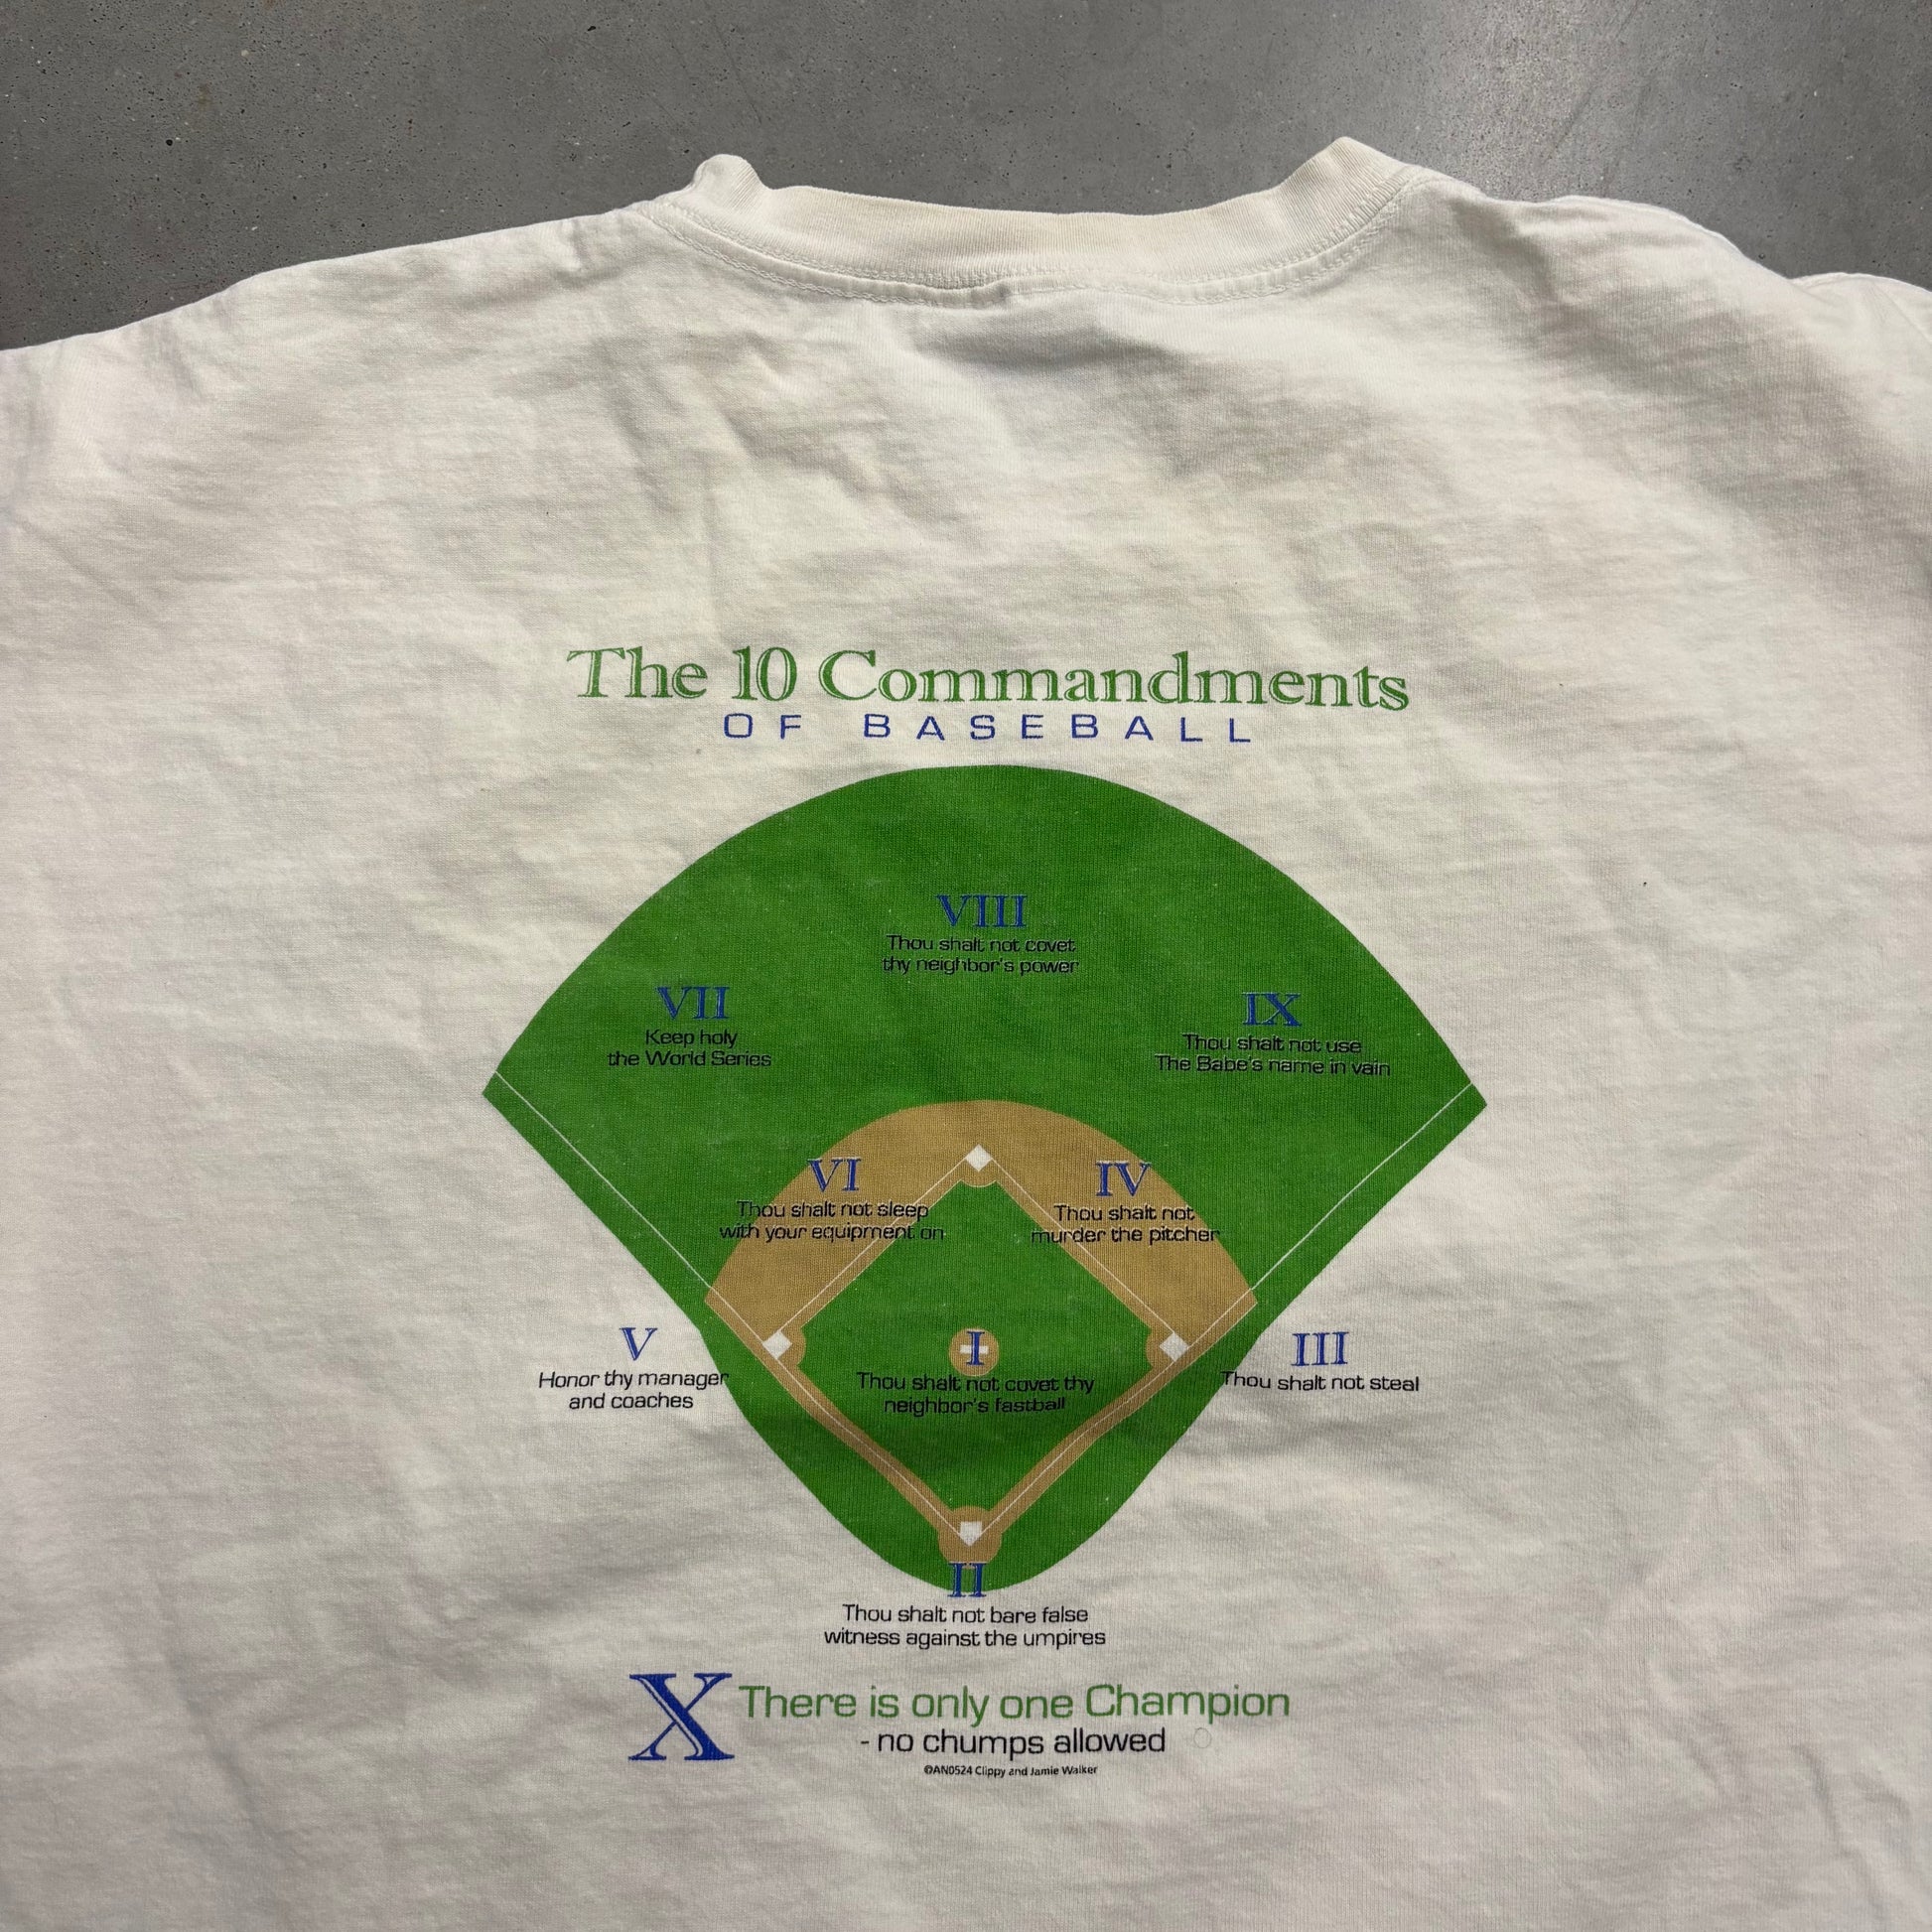 The 10 Commandments
OF BASEBALL
VIII
Thou shalt not covet
thy neighbor's power
VII
Keep holy
the World Series
IX
Thou shalt not use
The Babe's name in vain
VI
Thou shalt not sleep
with your equipment on
IV
Thou shalt not
murder the pitcher
V
Honor thy manager
and coaches
I
Thou shalt not covet thy
neighbor's fastball
III
Thou shalt not steal
II
Thou shalt not bare false
witness against the umpires
X There is only one Champion
- no chumps allowed
©AN0524 Clippy and Jamie Walker